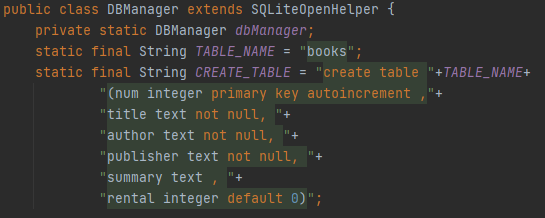 public class DBManager extends SQLiteOpenHelper {
private static DBManager dbManager;
static final String TABLE_NAME = "books";
static final String CREATE_TABLE = "create table "+TABLE_NAME+
"(num integer primary key autoincrement ,"+
"title text not null, "+
"author text not null, "+
"publisher text not null, "+
"summary text , "+
"rental integer default 0)";